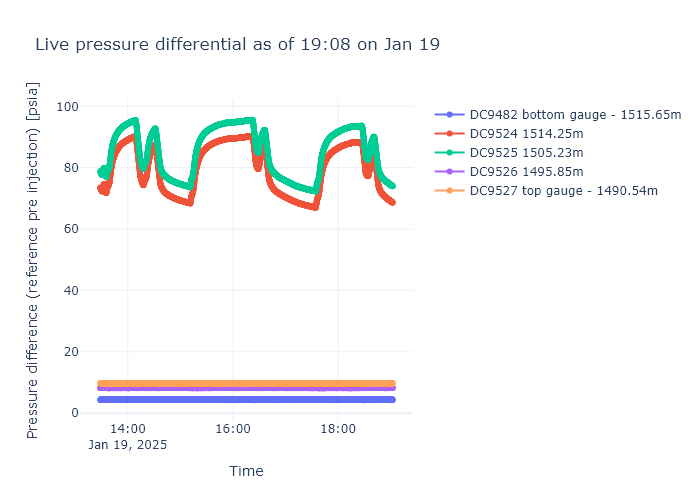 Live pressure differential as of 19:08 on Jan 19
Pressure difference (reference pre injection) [psia]
100
80
60
40
20
0
14:00
Jan 19, 2025
16:00
18:00
Time
DC9482 bottom gauge - 1515.65m
DC9524 1514.25m
DC9525 1505.23m
DC9526 1495.85m
DC9527 top gauge - 1490.54m